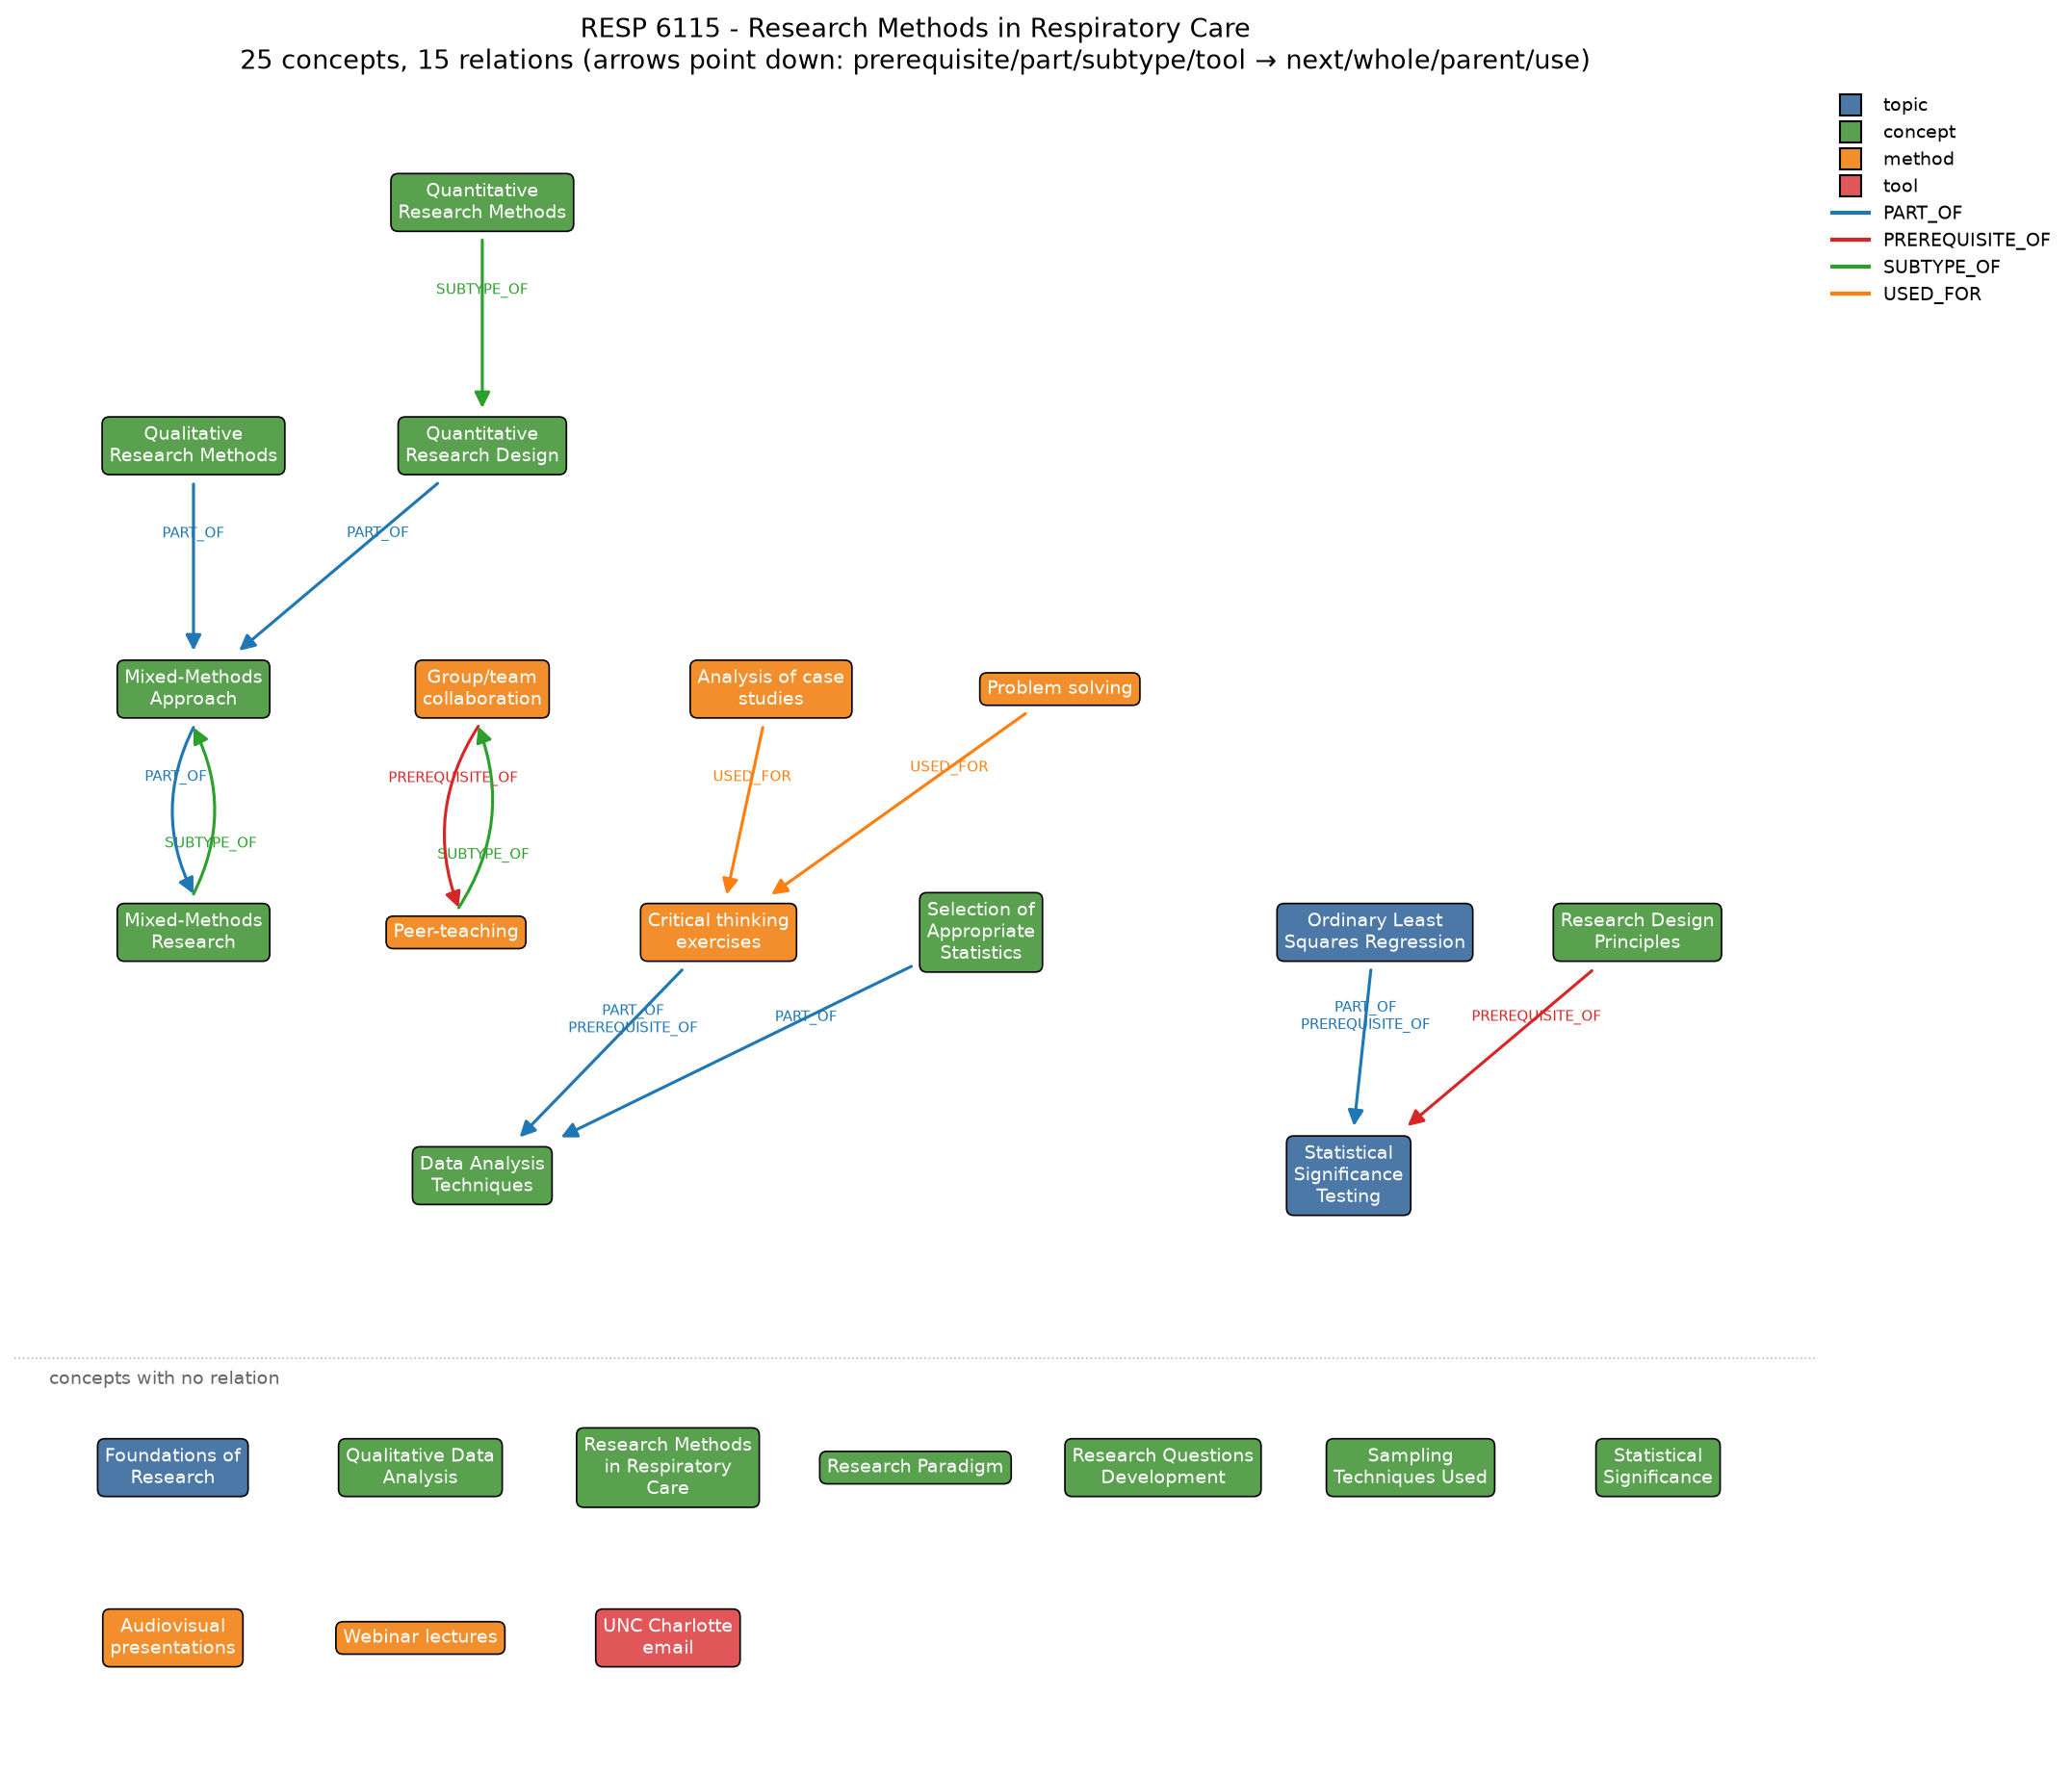 RESP 6115 - Research Methods in Respiratory Care
25 concepts, 15 relations (arrows point down: prerequisite/part/subtype/tool → next/whole/parent/use)
topic
concept
method
tool
PART_OF
PREREQUISITE_OF
SUBTYPE_OF
USED_FOR
Quantitative
Research Methods
SUBTYPE_OF
Qualitative
Research Methods
Quantitative
Research Design
PART_OF
PART_OF
Mixed-Methods
Approach
Group/team
collaboration
Analysis of case
studies
Problem solving
PART_OF
SUBTYPE_OF
PREREQUISITE_OF
SUBTYPE_OF
USED_FOR
USED_FOR
Mixed-Methods
Research
Peer-teaching
Critical thinking
exercises
Selection of
Appropriate
Statistics
Ordinary Least
Squares Regression
Research Design
Principles
PART_OF
PREREQUISITE_OF
PART_OF
PART_OF
PREREQUISITE_OF
PREREQUISITE_OF
Data Analysis
Techniques
Statistical
Significance
Testing
concepts with no relation
Foundations of
Research
Qualitative Data
Analysis
Research Methods
in Respiratory
Care
Research Paradigm
Research Questions
Development
Sampling
Techniques Used
Statistical
Significance
Audiovisual
presentations
Webinar lectures
UNC Charlotte
email